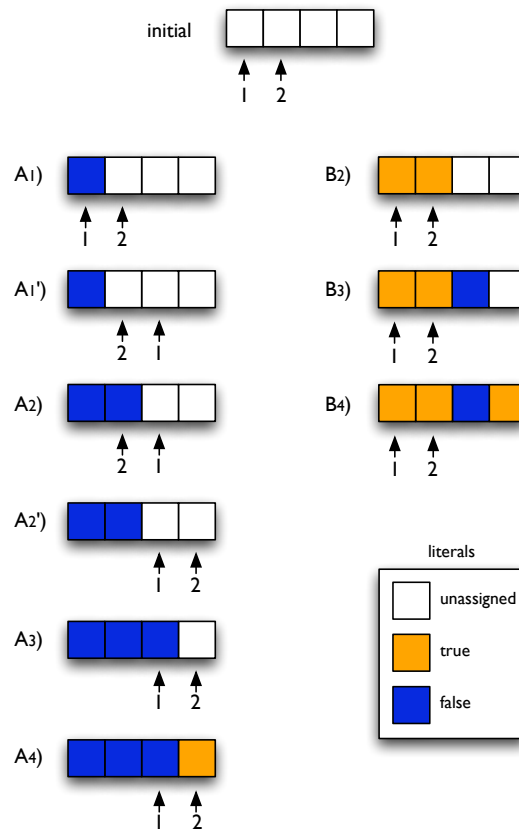 initial
1 2
A1)
1 2
A1')
2 1
A2)
2 1
A2')
1 2
A3)
1 2
A4)
1 2
B2)
1 2
B3)
1 2
B4)
1 2
literals
unassigned
true
false